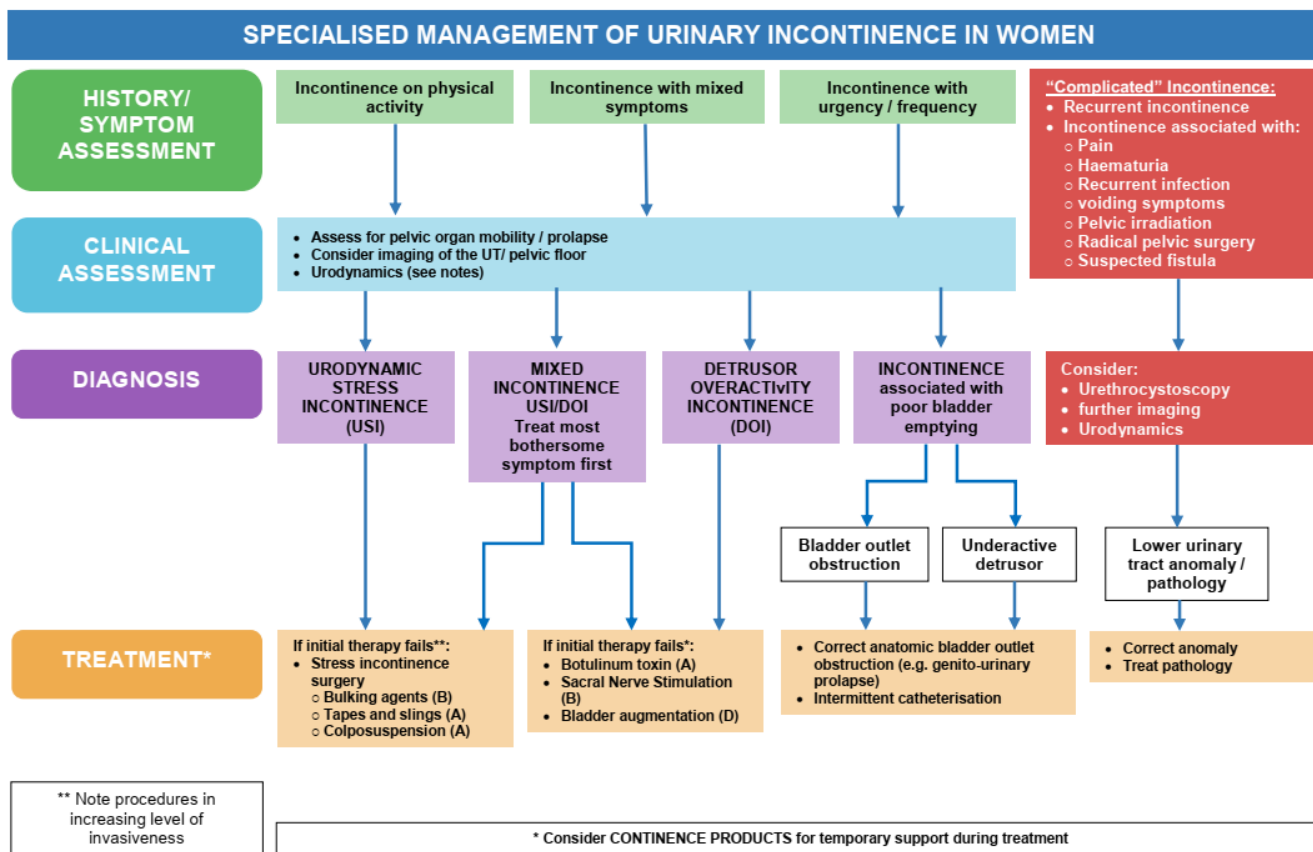 SPECIALISED MANAGEMENT OF URINARY INCONTINENCE IN WOMEN
HISTORY/
SYMPTOM
ASSESSMENT
Incontinence on physical
activity
Incontinence with mixed
symptoms
Incontinence with
urgency / frequency
“Complicated” Incontinence:
• Recurrent incontinence
• Incontinence associated with:
○ Pain
○ Haematuria
○ Recurrent infection
○ voiding symptoms
○ Pelvic irradiation
○ Radical pelvic surgery
○ Suspected fistula
CLINICAL
ASSESSMENT
• Assess for pelvic organ mobility / prolapse
• Consider imaging of the UT/ pelvic floor
• Urodynamics (see notes)
DIAGNOSIS
URODYNAMIC
STRESS
INCONTINENCE
(USI)
MIXED
INCONTINENCE
USI/DOI
Treat most
bothersome
symptom first
DETRUSOR
OVERACTIvITY
INCONTINENCE
(DOI)
INCONTINENCE
associated with
poor bladder
emptying
Consider:
• Urethrocystoscopy
• further imaging
• Urodynamics
Bladder outlet
obstruction
Underactive
detrusor
Lower urinary
tract anomaly /
pathology
TREATMENT*
If initial therapy fails**:
• Stress incontinence
surgery
○ Bulking agents (B)
○ Tapes and slings (A)
○ Colposuspension (A)
If initial therapy fails*:
• Botulinum toxin (A)
• Sacral Nerve Stimulation
(B)
• Bladder augmentation (D)
• Correct anatomic bladder outlet
obstruction (e.g. genito-urinary
prolapse)
• Intermittent catheterisation
• Correct anomaly
• Treat pathology
** Note procedures in
increasing level of
invasiveness
* Consider CONTINENCE PRODUCTS for temporary support during treatment